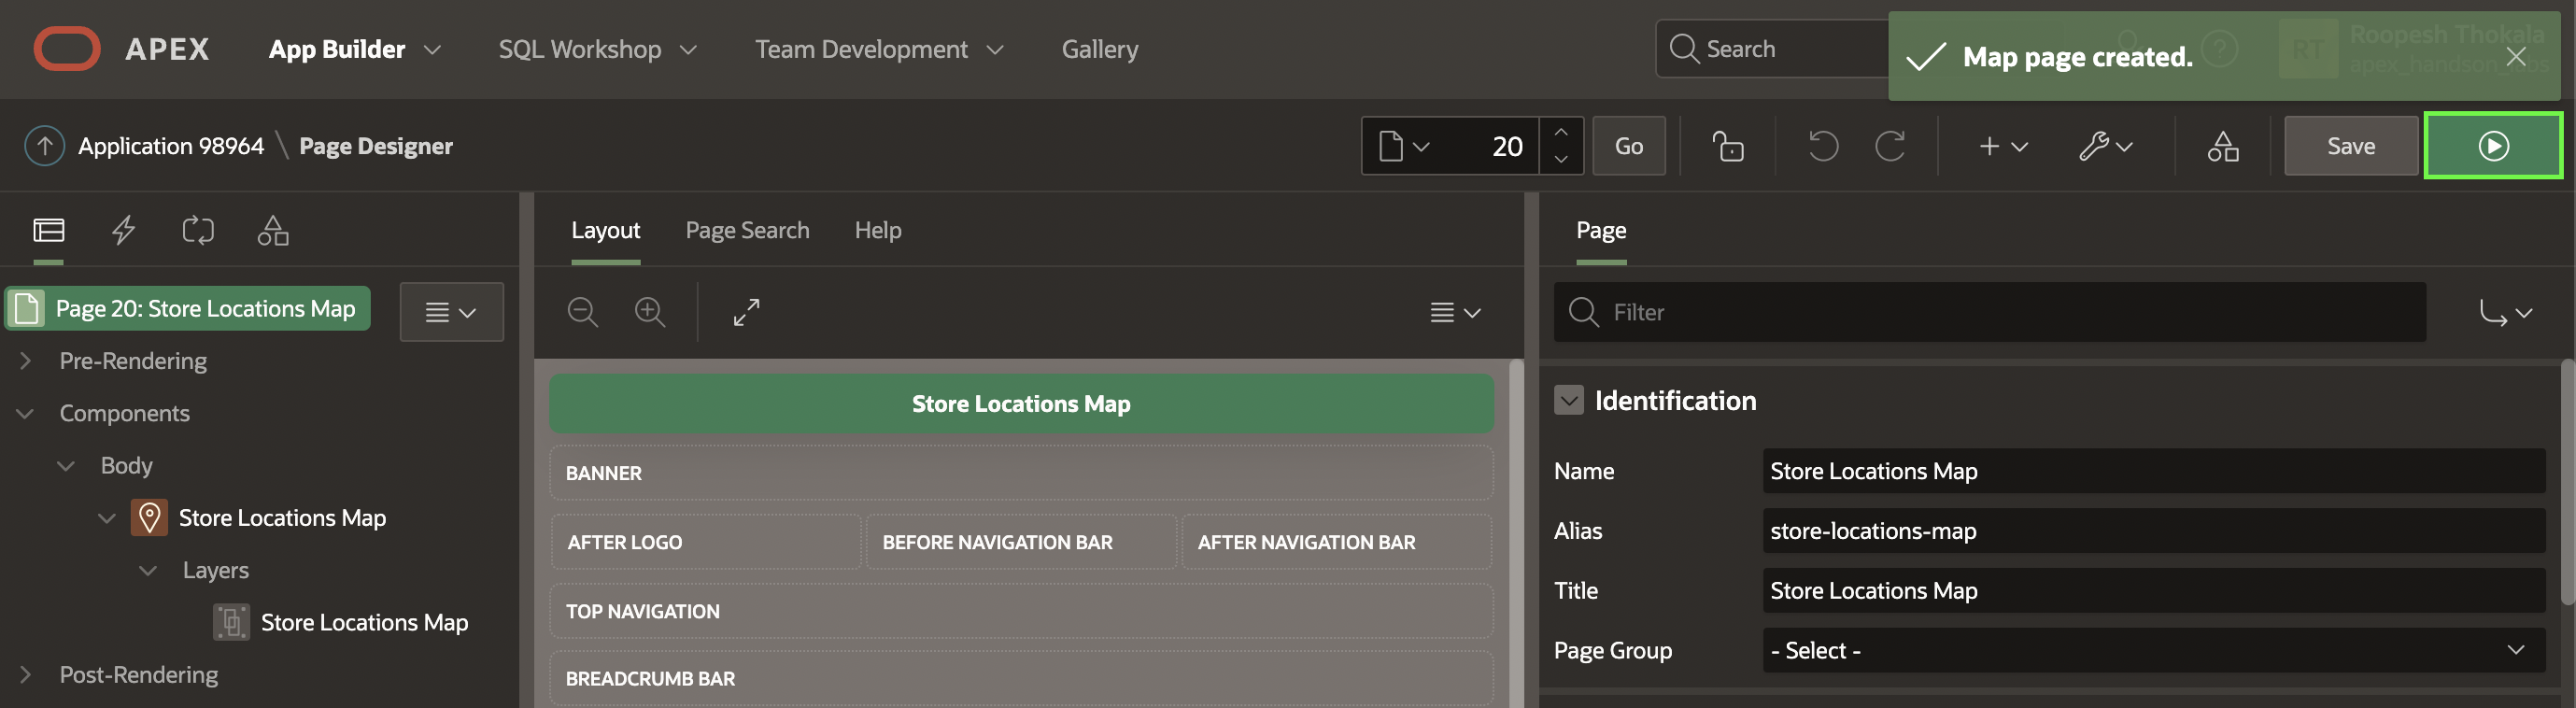 APEX App Builder SQL Workshop Team Development Gallery Search Map page created. RT Roopesh Thokala apex_handson_labs
Application 98964 \ Page Designer 20 Go Save
Layout Page Search Help Page
Page 20: Store Locations Map
Filter
Pre-Rendering
Components
Body
Store Locations Map
Layers
Store Locations Map
Post-Rendering
Store Locations Map
BANNER
AFTER LOGO BEFORE NAVIGATION BAR AFTER NAVIGATION BAR
TOP NAVIGATION
BREADCRUMB BAR
Identification
Name Store Locations Map
Alias store-locations-map
Title Store Locations Map
Page Group - Select -